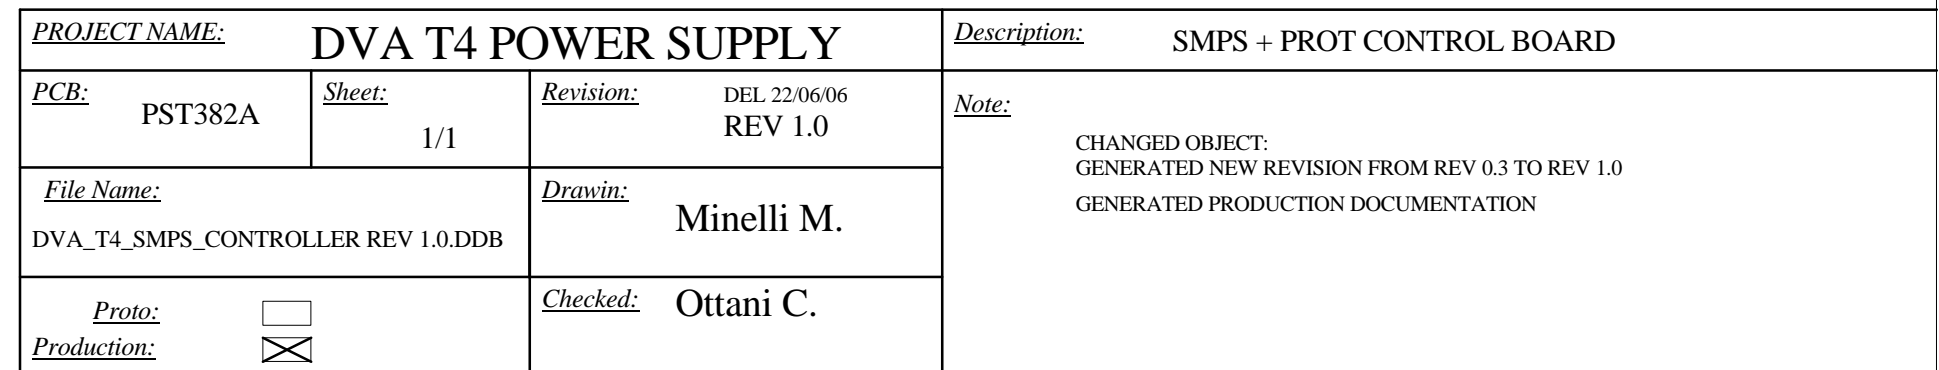 PROJECT NAME: DVA T4 POWER SUPPLY
Description: SMPS + PROT CONTROL BOARD
PCB: PST382A
Sheet: 1/1
Revision: DEL 22/06/06
REV 1.0
Note:
CHANGED OBJECT:
GENERATED NEW REVISION FROM REV 0.3 TO REV 1.0
GENERATED PRODUCTION DOCUMENTATION
File Name:
DVA_T4_SMPS_CONTROLLER REV 1.0.DDB
Drawin: Minelli M.
Proto:
Production:
Checked: Ottani C.